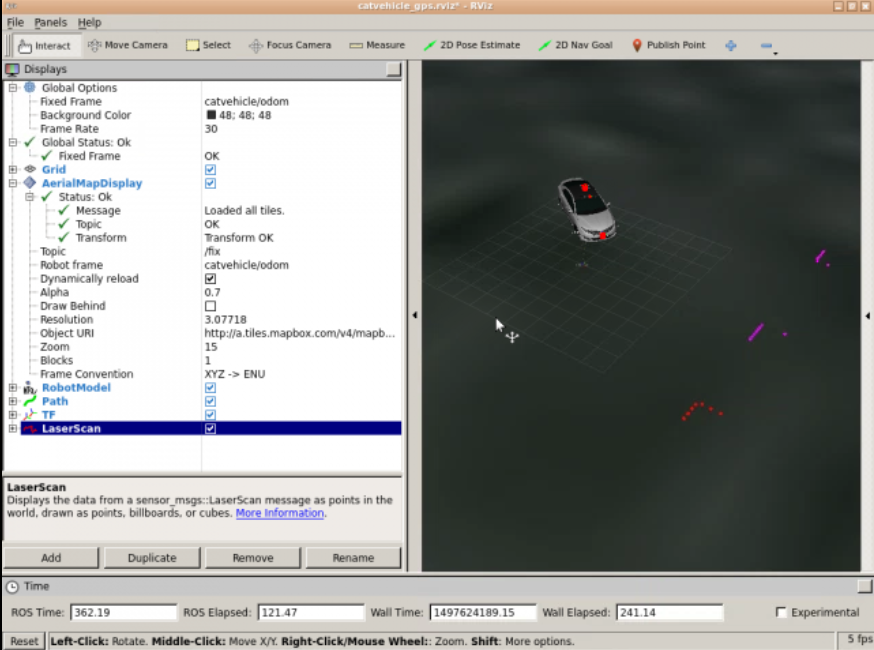 catvehicle_gps.rviz* - RViz
File Panels Help
Interact Move Camera Select Focus Camera Measure 2D Pose Estimate 2D Nav Goal Publish Point
Displays
Global Options
Fixed Frame catvehicle/odom
Background Color 48; 48; 48
Frame Rate 30
Global Status: Ok
Fixed Frame OK
Grid
AerialMapDisplay
Status: Ok
Message Loaded all tiles.
Topic OK
Transform Transform OK
Topic /fix
Robot frame catvehicle/odom
Dynamically reload
Alpha 0.7
Draw Behind
Resolution 3.07718
Object URI http://a.tiles.mapbox.com/v4/mapb...
Zoom 15
Blocks 1
Frame Convention XYZ -> ENU
RobotModel
Path
TF
LaserScan
LaserScan
Displays the data from a sensor_msgs::LaserScan message as points in the
world, drawn as points, billboards, or cubes. More Information.
Add Duplicate Remove Rename
Time
ROS Time: 362.19 ROS Elapsed: 121.47 Wall Time: 1497624189.15 Wall Elapsed: 241.14 Experimental
Reset Left-Click: Rotate. Middle-Click: Move X/Y. Right-Click/Mouse Wheel:: Zoom. Shift: More options. 5 fps